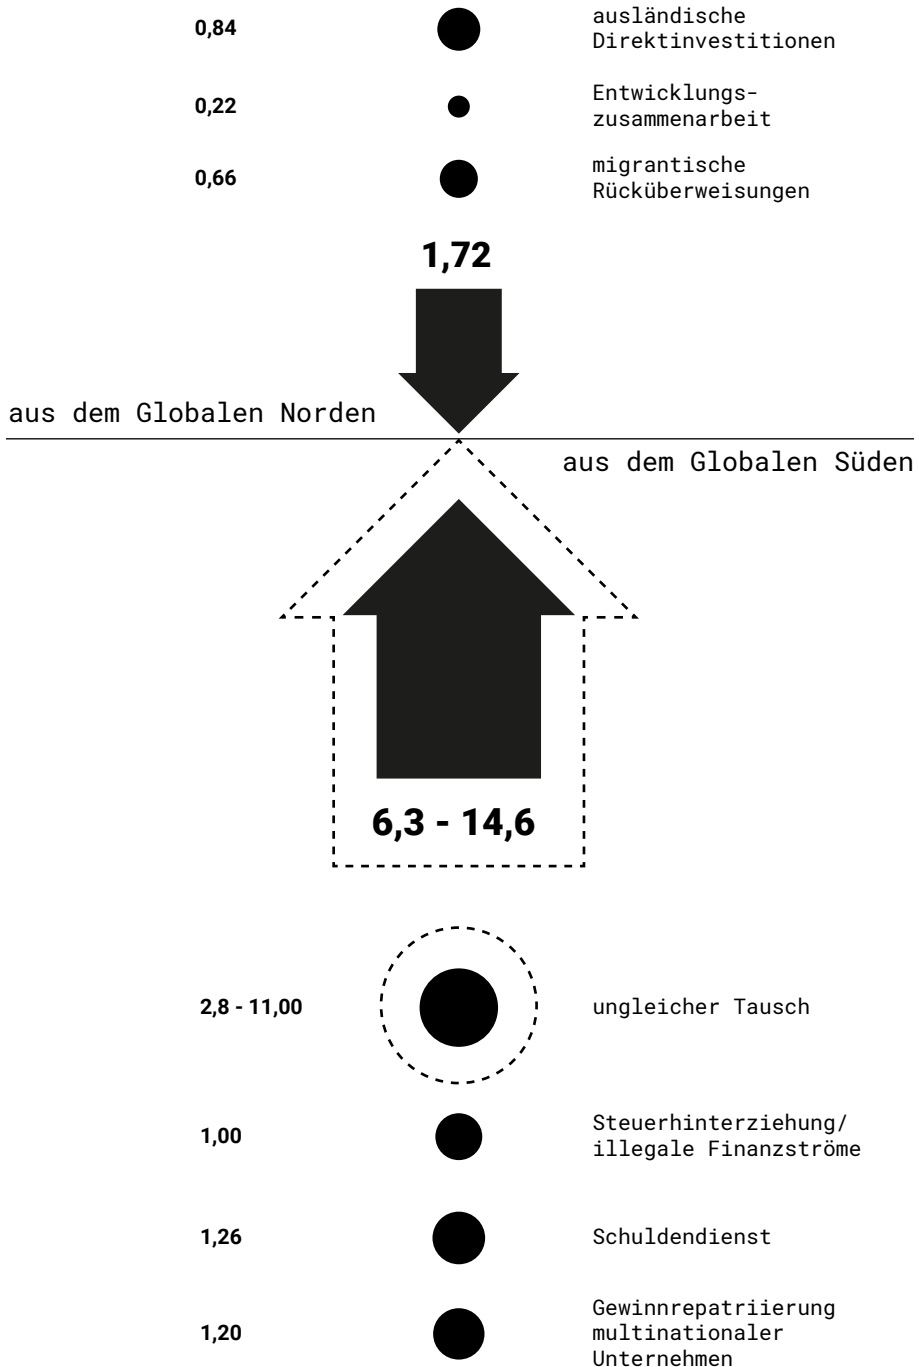 0,84
ausländische
Direktinvestitionen
0,22
Entwicklungs-
zusammenarbeit
0,66
migrantische
Rücküberweisungen
1,72
aus dem Globalen Norden
aus dem Globalen Süden
6,3 - 14,6
2,8 - 11,00
ungleicher Tausch
1,00
Steuerhinterziehung/
illegale Finanzströme
1,26
Schuldendienst
1,20
Gewinnrepatriierung
multinationaler
Unternehmen